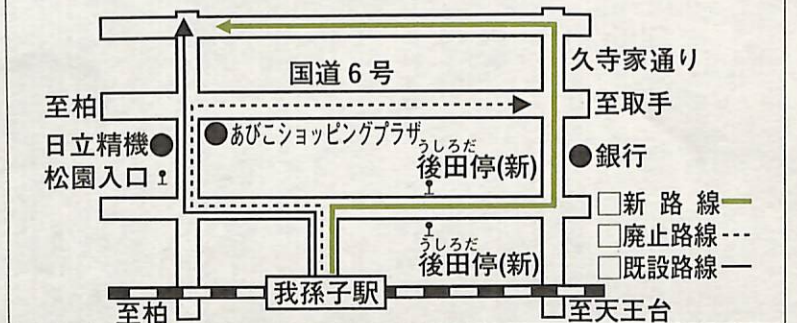 久寺家通り
国道6号
至柏
至取手
日立精機●
●あびこショッピングプラザ
松園入口
うしろだ
後田停(新)
●銀行
うしろだ
後田停(新)
□新路線
□廃止路線
□既設路線
我孫子駅
至柏
至天王台